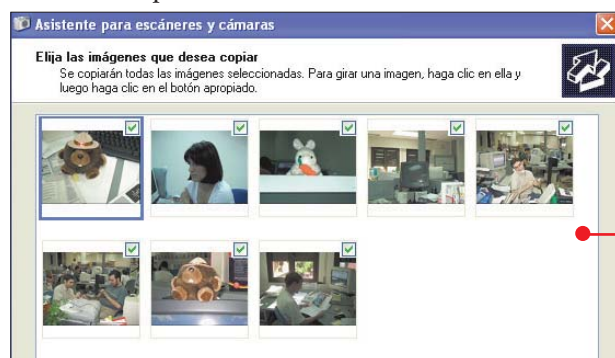 Asistente para escáneres y cámaras
Elija las imágenes que desea copiar
Se copiarán todas las imágenes seleccionadas. Para girar una imagen, haga clic en ella y
luego haga clic en el botón apropiado.